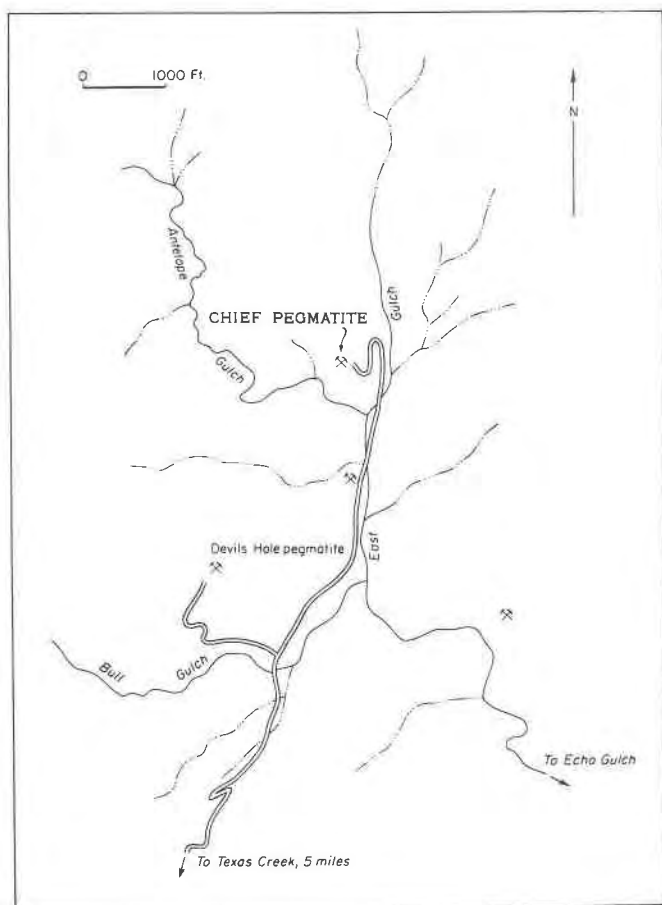 0 1000 Ft.
N
Antelope
Gulch
CHIEF PEGMATITE
Gulch
East
Devils Hole pegmatite
Bull
Gulch
To Echo Gulch
To Texas Creek, 5 miles